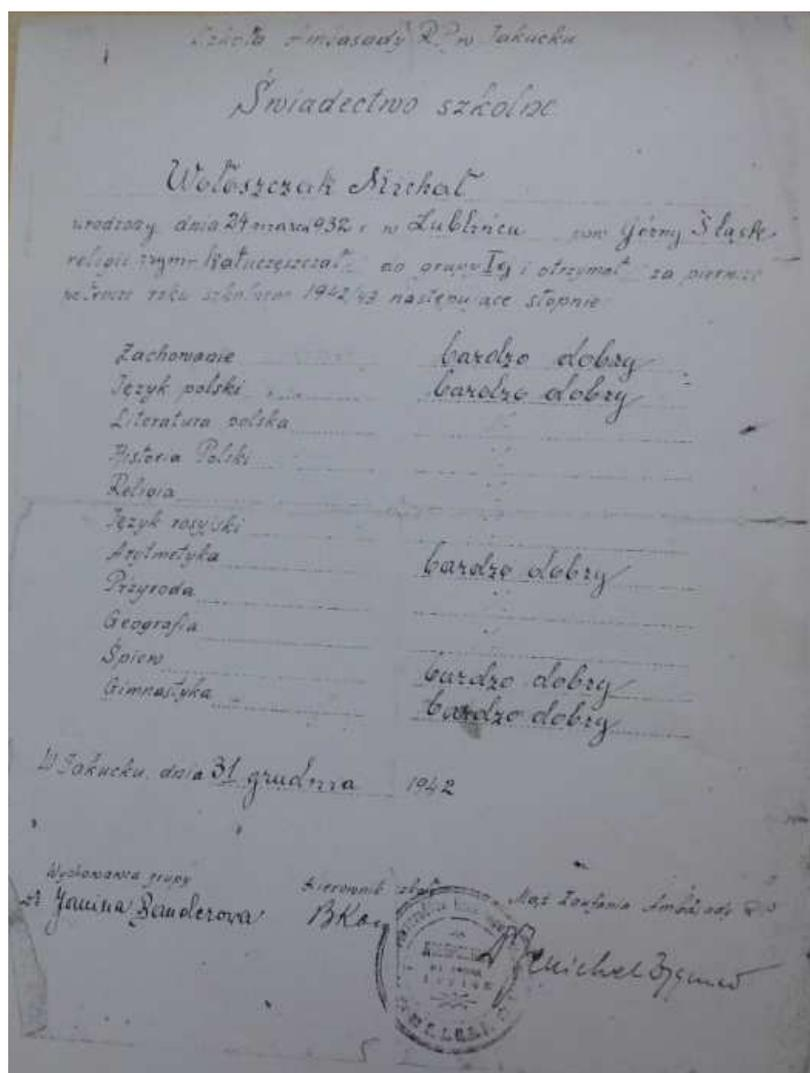 Szkoła Ambasady R.P. w Jakucku
Świadectwo szkolne
Wołoszczak Michał
urodzony dnia 24 marca 1932 r. w Lublińcu pow Górny Śląsk
religii rzym-kat uczęszczał do grupy I i otrzymał za pierwsze
półrocze roku szkolnego 1942/43 następujące stopnie
Zachowanie bardzo dobry
Język polski bardzo dobry
Literatura polska
Historia Polski
Religia
Język rosyjski
Arytmetyka bardzo dobry
Przyroda
Geografia
Śpiew bardzo dobry
Gimnastyka bardzo dobry
W Jakucku, dnia 31 grudnia 1942
Wychowawca grupy Kierownik szkoły Mąż Zaufania Ambasady R.P
Janina Banderowa